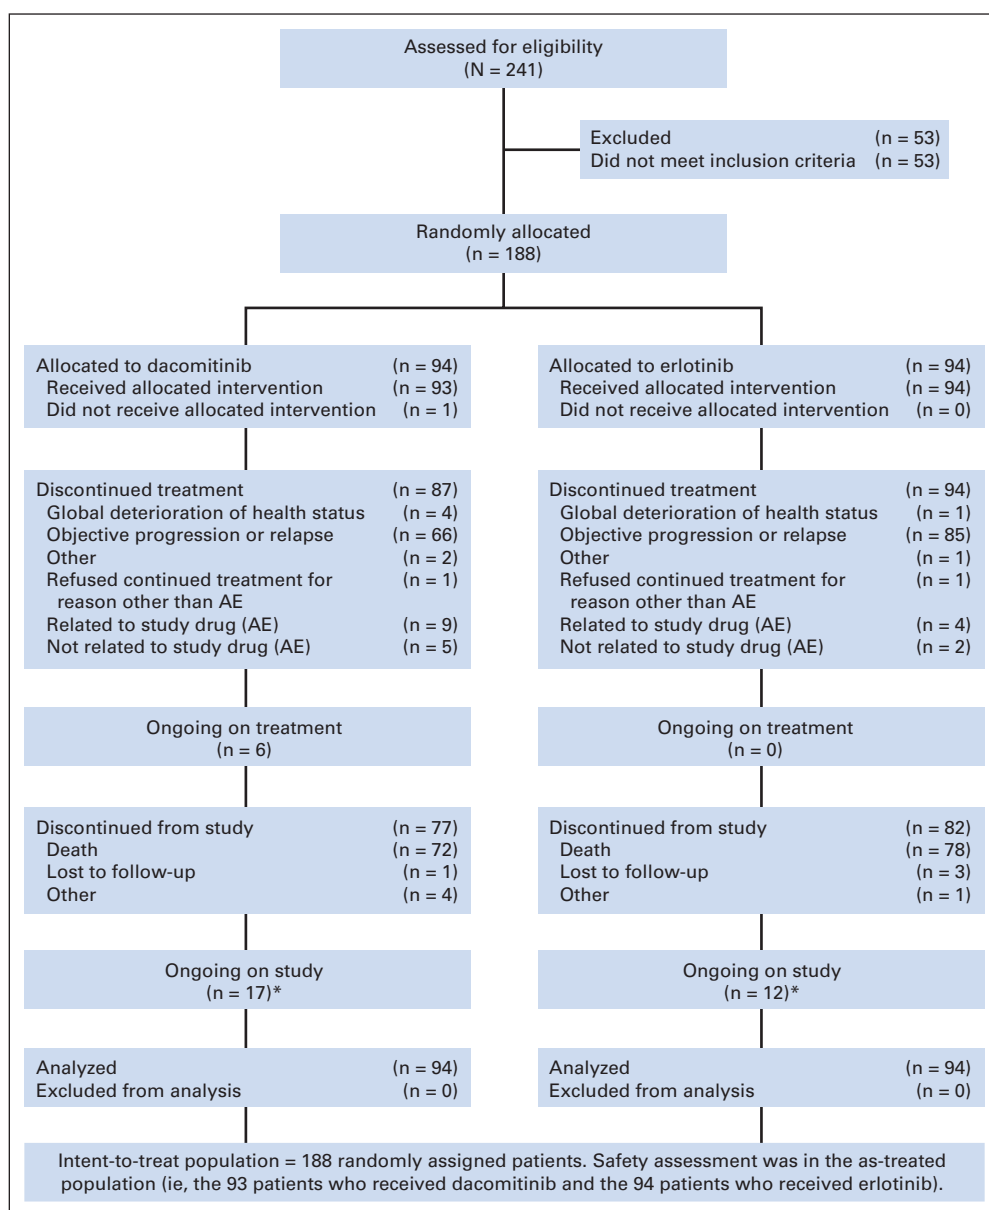 Assessed for eligibility
(N = 241)
Excluded (n = 53)
Did not meet inclusion criteria (n = 53)
Randomly allocated
(n = 188)
Allocated to dacomitinib (n = 94)
Received allocated intervention (n = 93)
Did not receive allocated intervention (n = 1)
Discontinued treatment (n = 87)
Global deterioration of health status (n = 4)
Objective progression or relapse (n = 66)
Other (n = 2)
Refused continued treatment for (n = 1)
reason other than AE
Related to study drug (AE) (n = 9)
Not related to study drug (AE) (n = 5)
Ongoing on treatment
(n = 6)
Discontinued from study (n = 77)
Death (n = 72)
Lost to follow-up (n = 1)
Other (n = 4)
Ongoing on study
(n = 17)*
Analyzed (n = 94)
Excluded from analysis (n = 0)
Allocated to erlotinib (n = 94)
Received allocated intervention (n = 94)
Did not receive allocated intervention (n = 0)
Discontinued treatment (n = 94)
Global deterioration of health status (n = 1)
Objective progression or relapse (n = 85)
Other (n = 1)
Refused continued treatment for (n = 1)
reason other than AE
Related to study drug (AE) (n = 4)
Not related to study drug (AE) (n = 2)
Ongoing on treatment
(n = 0)
Discontinued from study (n = 82)
Death (n = 78)
Lost to follow-up (n = 3)
Other (n = 1)
Ongoing on study
(n = 12)*
Analyzed (n = 94)
Excluded from analysis (n = 0)
Intent-to-treat population = 188 randomly assigned patients. Safety assessment was in the as-treated
population (ie, the 93 patients who received dacomitinib and the 94 patients who received erlotinib).